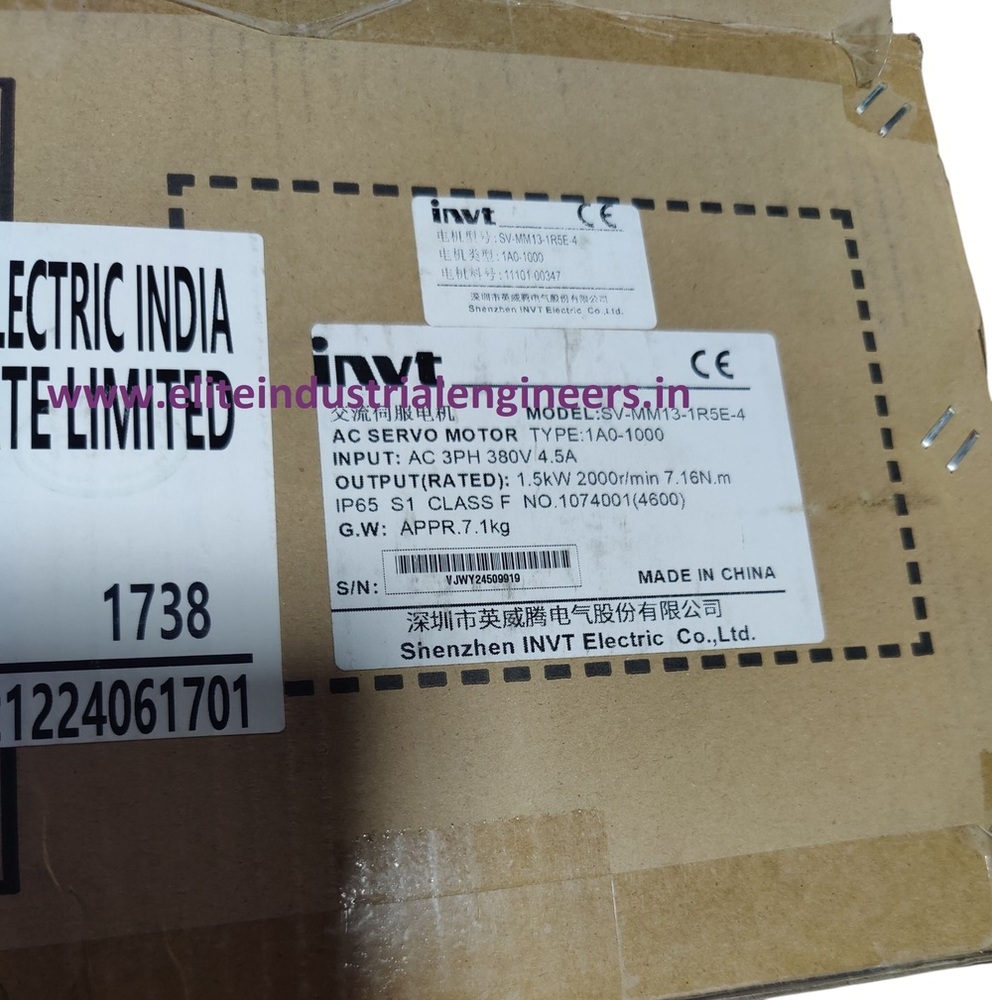 invt CE
电机型号:SV-MM13-1R5E-4
电机类型:1A0-1000
电机料号:11101-00347
深圳市英威腾电气股份有限公司
Shenzhen INVT Electric Co.,Ltd.
LECTRIC INDIA
TE LIMITED
1738
21224061701
www.eliteindustrialengineers.in
invt CE
交流伺服电机 MODEL:SV-MM13-1R5E-4
AC SERVO MOTOR TYPE:1A0-1000
INPUT: AC 3PH 380V 4.5A
OUTPUT(RATED): 1.5kW 2000r/min 7.16N.m
IP65 S1 CLASS F NO.1074001(4600)
G.W: APPR.7.1kg
S/N: VJWY24509919 MADE IN CHINA
深圳市英威腾电气股份有限公司
Shenzhen INVT Electric Co.,Ltd.